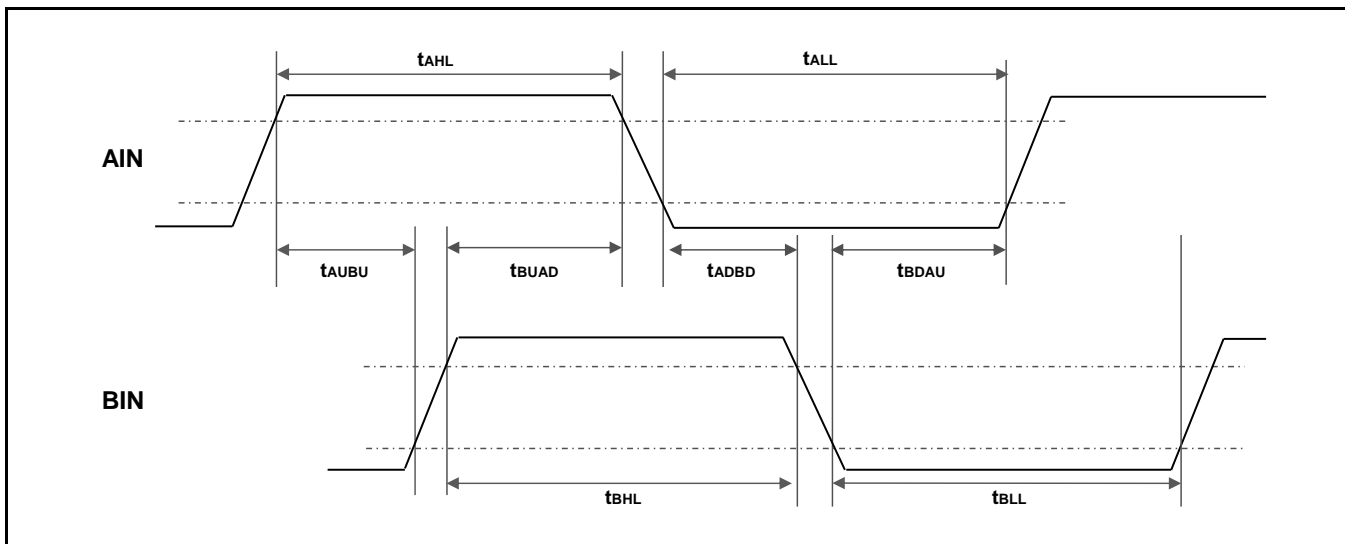 tAHL
tALL
AIN
tAUBU
tBUAD
tADBD
tBDAU
BIN
tBHL
tBLL